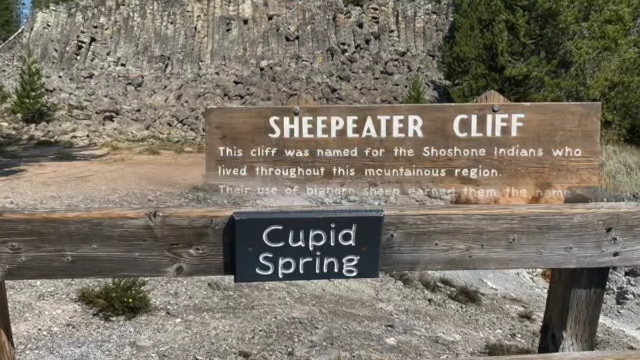 SHEEPEATER CLIFF
This cliff was named for the Shoshone Indians who
lived throughout this mountainous region.
Their use of bighorn sheep earned them the name
Cupid
Spring